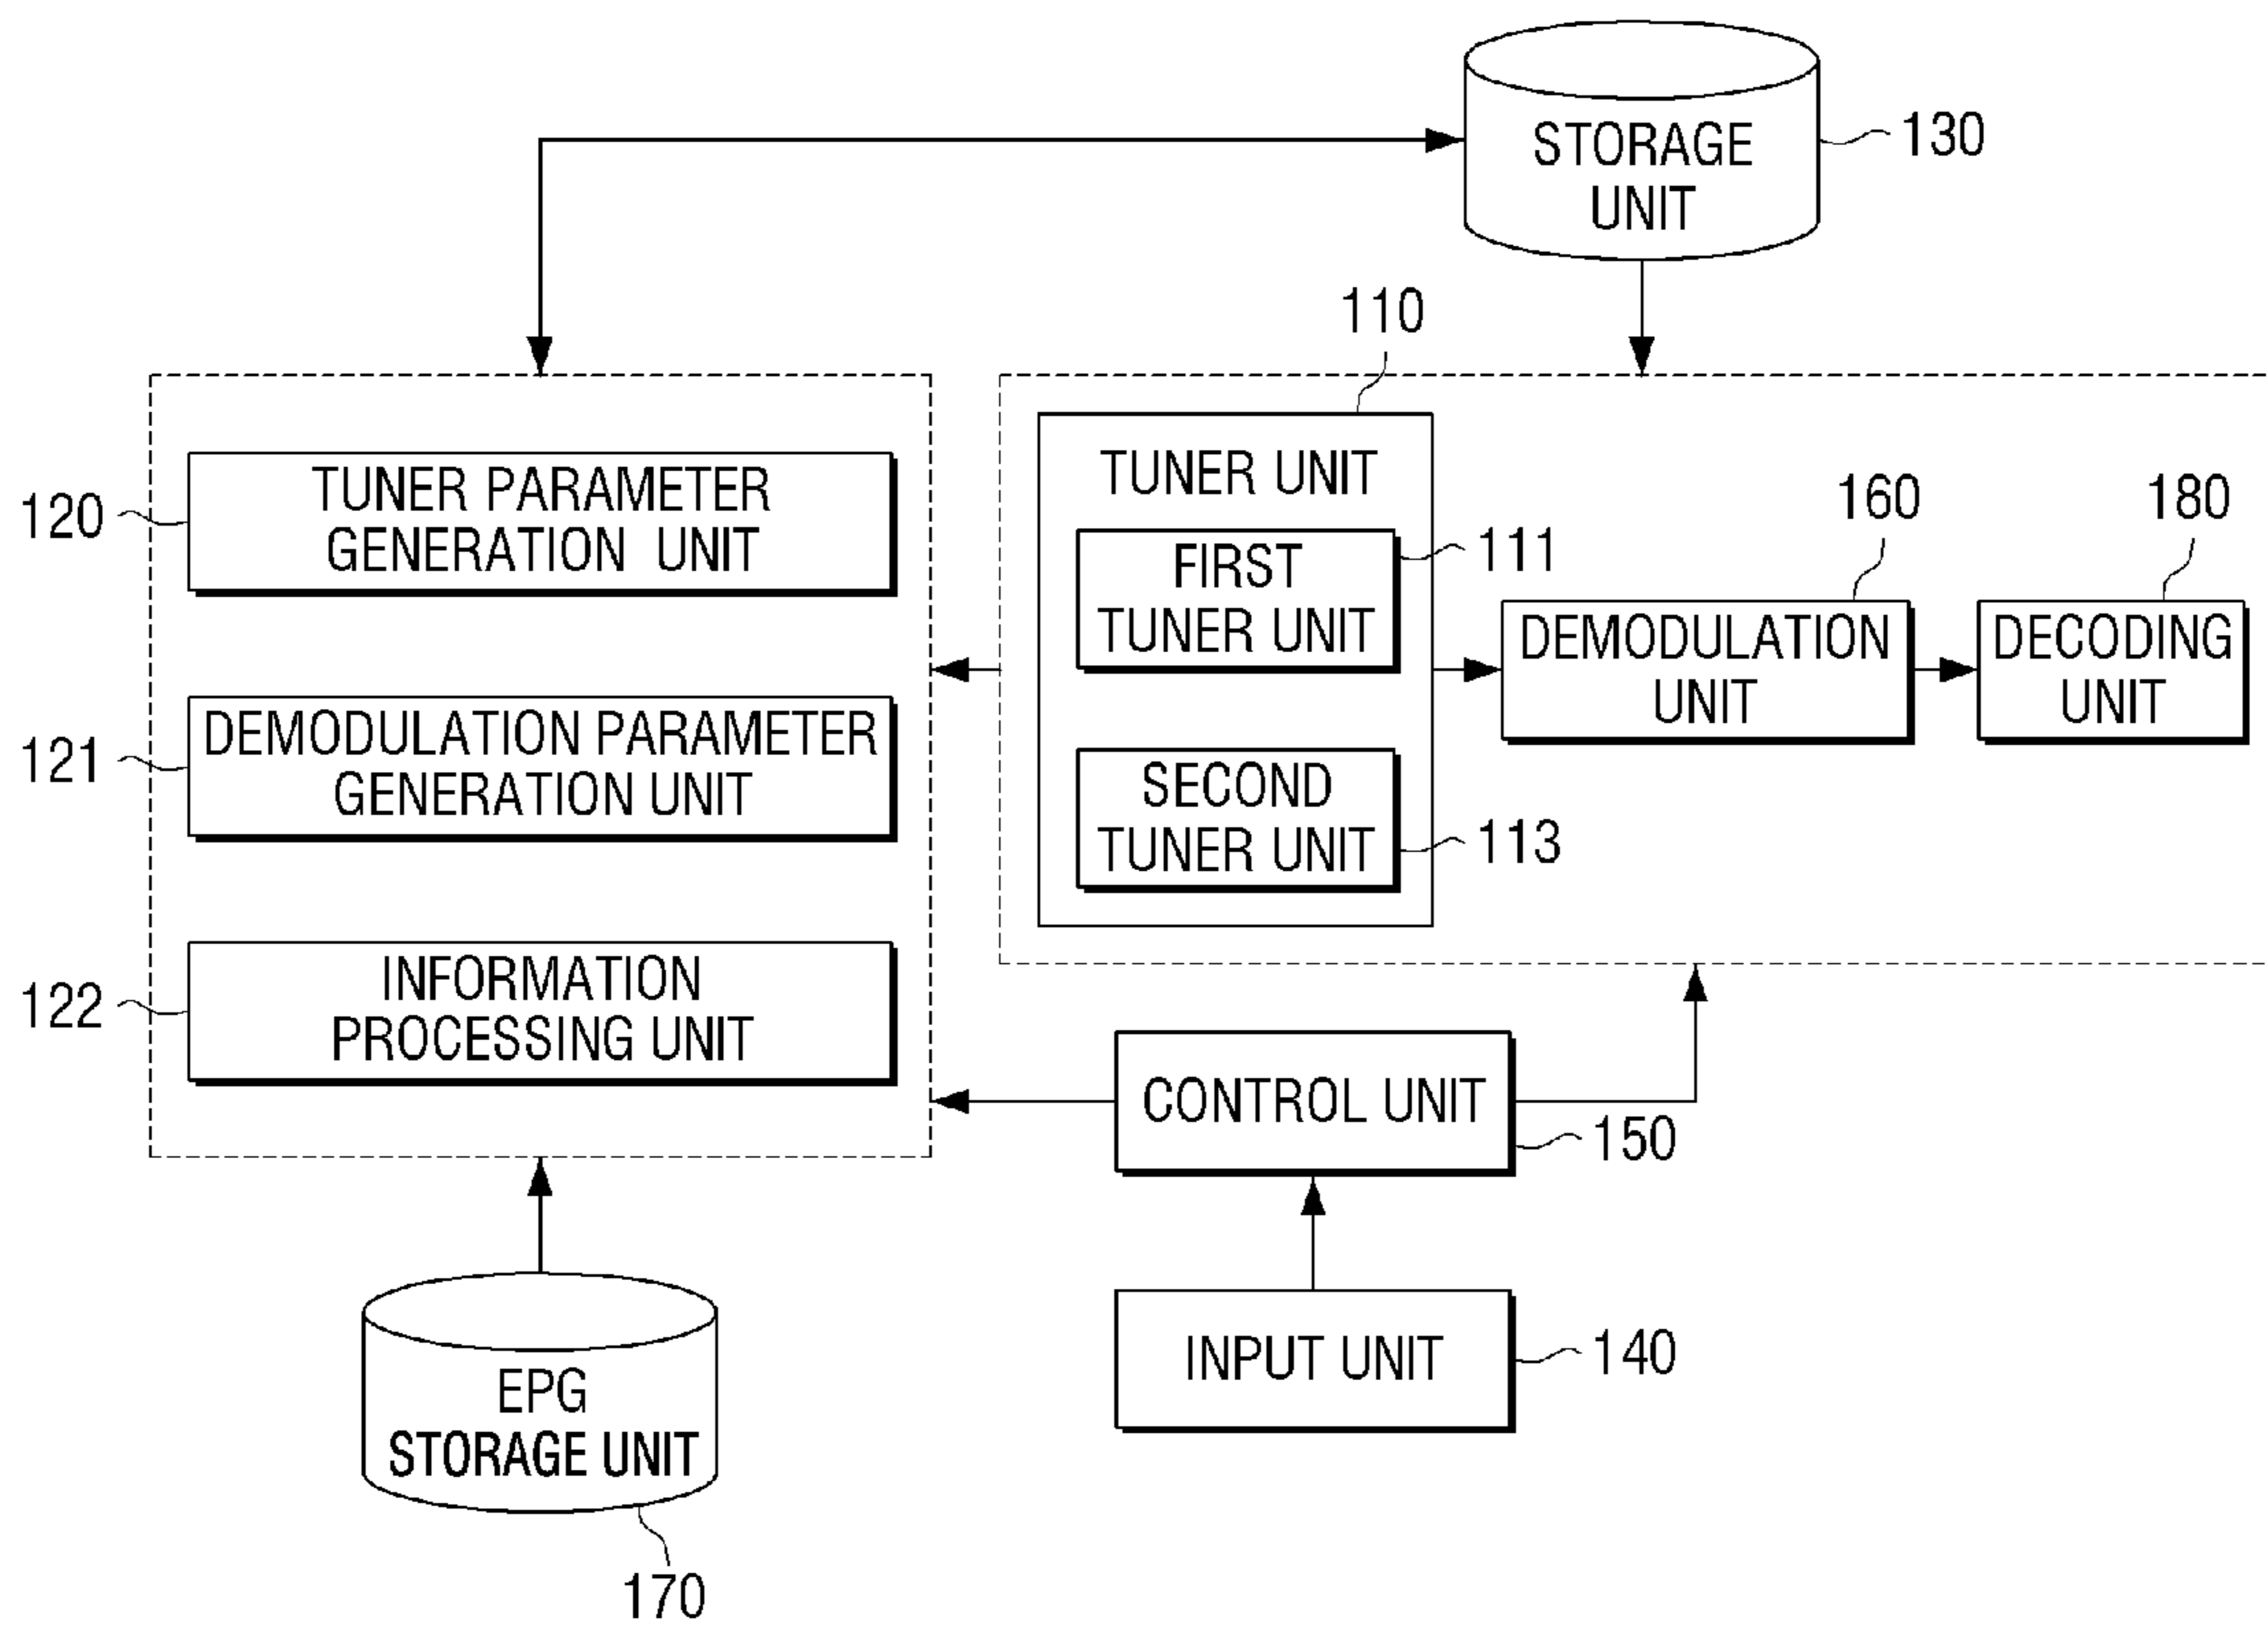 STORAGE
UNIT
130
110
120
TUNER PARAMETER
GENERATION UNIT
121
DEMODULATION PARAMETER
GENERATION UNIT
122
INFORMATION
PROCESSING UNIT
TUNER UNIT
FIRST
TUNER UNIT
111
SECOND
TUNER UNIT
113
160
DEMODULATION
UNIT
180
DECODING
UNIT
CONTROL UNIT
150
INPUT UNIT
140
EPG
STORAGE UNIT
170